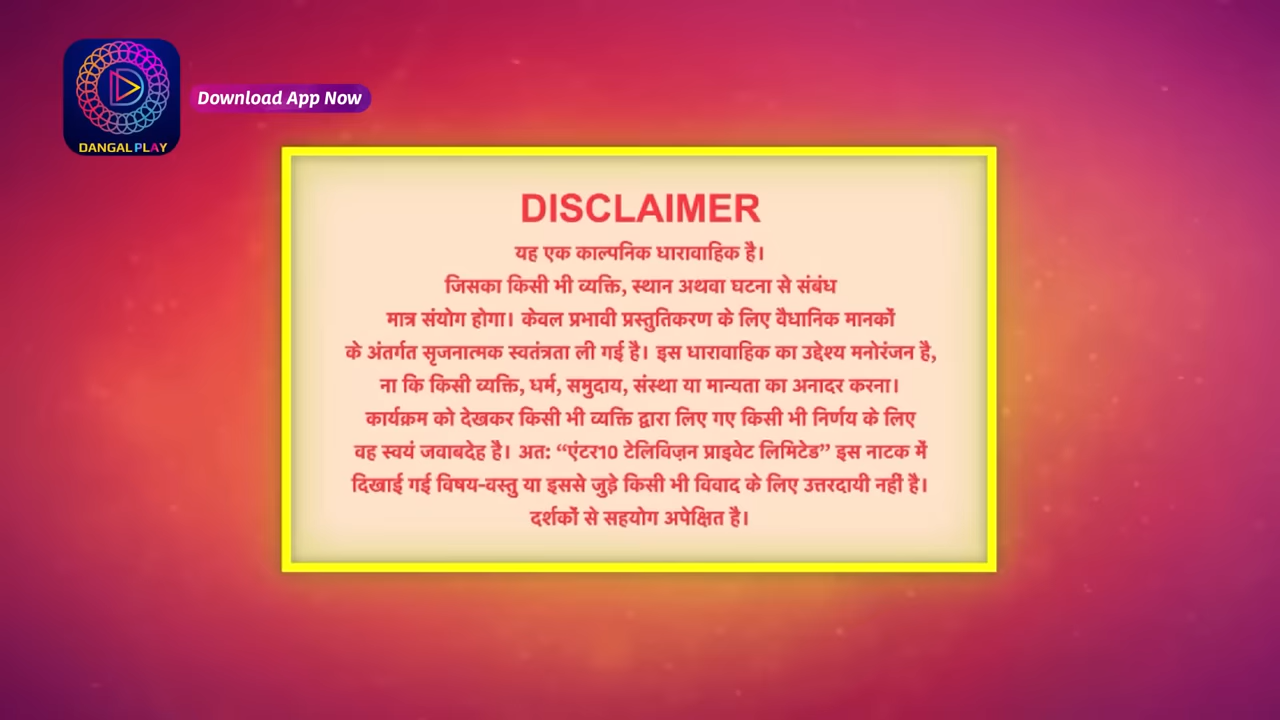 DANGAL PLAY
Download App Now
DISCLAIMER
यह एक काल्पनिक धारावाहिक है।
जिसका किसी भी व्यक्ति, स्थान अथवा घटना से संबंध
मात्र संयोग होगा। केवल प्रभावी प्रस्तुतिकरण के लिए वैधानिक मानकों
के अंतर्गत सृजनात्मक स्वतंत्रता ली गई है। इस धारावाहिक का उद्देश्य मनोरंजन है,
ना कि किसी व्यक्ति, धर्म, समुदाय, संस्था या मान्यता का अनादर करना।
कार्यक्रम को देखकर किसी भी व्यक्ति द्वारा लिए गए किसी भी निर्णय के लिए
वह स्वयं जवाबदेह है। अत: “एंटर10 टेलिविज़न प्राइवेट लिमिटेड” इस नाटक में
दिखाई गई विषय-वस्तु या इससे जुड़े किसी भी विवाद के लिए उत्तरदायी नहीं है।
दर्शकों से सहयोग अपेक्षित है।